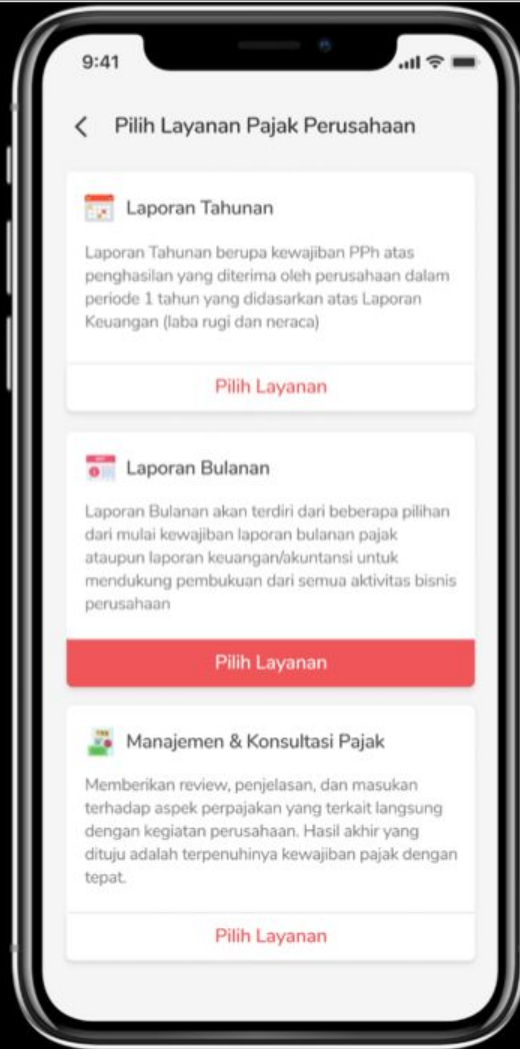 9:41
Pilih Layanan Pajak Perusahaan
Laporan Tahunan
Laporan Tahunan berupa kewajiban PPh atas
penghasilan yang diterima oleh perusahaan dalam
periode 1 tahun yang didasarkan atas Laporan
Keuangan (laba rugi dan neraca)
Pilih Layanan
Laporan Bulanan
Laporan Bulanan akan terdiri dari beberapa pilihan
dari mulai kewajiban laporan bulanan pajak
ataupun laporan keuangan/akuntansi untuk
mendukung pembukuan dari semua aktivitas bisnis
perusahaan
Pilih Layanan
Manajemen & Konsultasi Pajak
Memberikan review, penjelasan, dan masukan
terhadap aspek perpajakan yang terkait langsung
dengan kegiatan perusahaan. Hasil akhir yang
dituju adalah terpenuhinya kewajiban pajak dengan
tepat.
Pilih Layanan